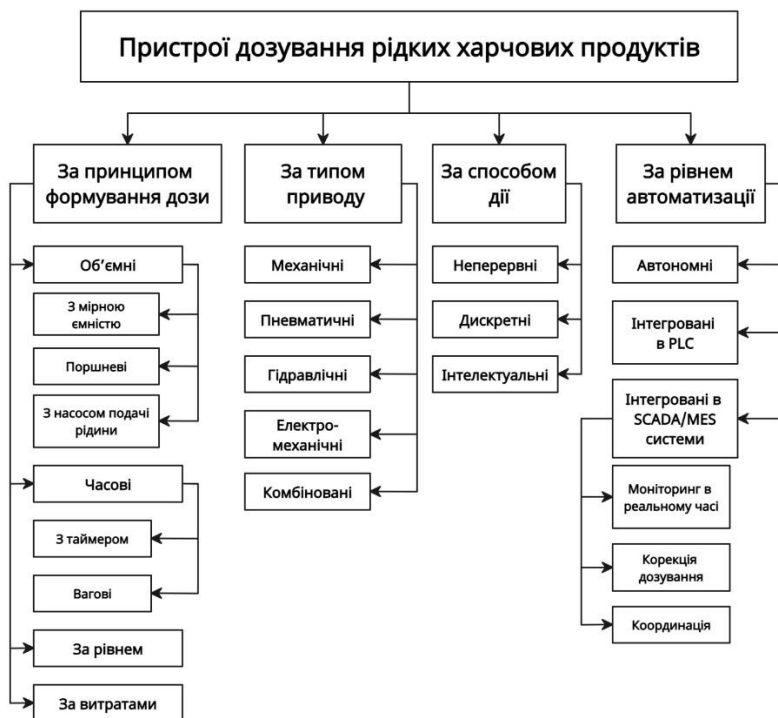 Пристрої дозування рідких харчових продуктів
За принципом
формування дози
Об’ємні
З мірною
ємністю
Поршневі
З насосом подачі
рідини
Часові
З таймером
Вагові
За рівнем
За витратами
За типом
приводу
Механічні
Пневматичні
Гідравлічні
Електро-
механічні
Комбіновані
За способом
дії
Неперервні
Дискретні
Інтелектуальні
За рівнем
автоматизації
Автономні
Інтегровані
в PLC
Інтегровані в
SCADA/MES
системи
Моніторинг в
реальному часі
Корекція
дозування
Координація